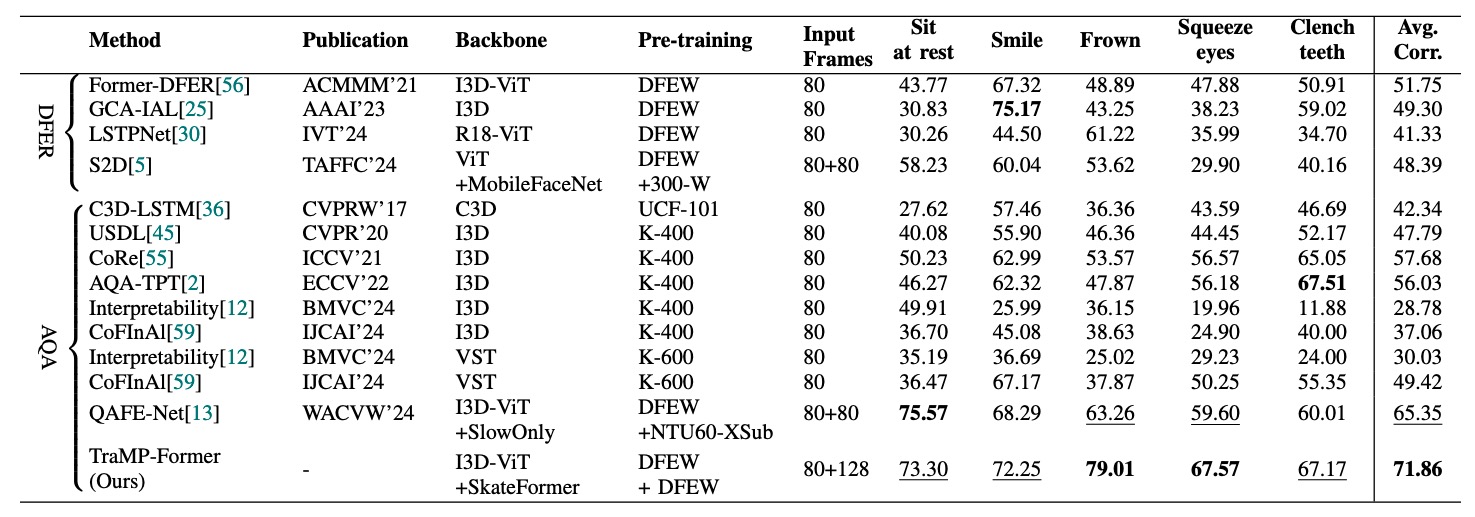 Method Publication Backbone Pre-training Input Frames Sit at rest Smile Frown Squeeze eyes Clench teeth Avg. Corr.
DFER
Former-DFER[56] ACMMM’21 I3D-ViT DFEW 80 43.77 67.32 48.89 47.88 50.91 51.75
GCA-IAL[25] AAAI’23 I3D DFEW 80 30.83 75.17 43.25 38.23 59.02 49.30
LSTPNet[30] IVT’24 R18-ViT DFEW 80 30.26 44.50 61.22 35.99 34.70 41.33
S2D[5] TAFFC’24 ViT +MobileFaceNet DFEW +300-W 80+80 58.23 60.04 53.62 29.90 40.16 48.39
AQA
C3D-LSTM[36] CVPRW’17 C3D UCF-101 80 27.62 57.46 36.36 43.59 46.69 42.34
USDL[45] CVPR’20 I3D K-400 80 40.08 55.90 46.36 44.45 52.17 47.79
CoRe[55] ICCV’21 I3D K-400 80 50.23 62.99 53.57 56.57 65.05 57.68
AQA-TPT[2] ECCV’22 I3D K-400 80 46.27 62.32 47.87 56.18 67.51 56.03
Interpretability[12] BMVC’24 I3D K-400 80 49.91 25.99 36.15 19.96 11.88 28.78
CoFInAl[59] IJCAI’24 I3D K-400 80 36.70 45.08 38.63 24.90 40.00 37.06
Interpretability[12] BMVC’24 VST K-600 80 35.19 36.69 25.02 29.23 24.00 30.03
CoFInAl[59] IJCAI’24 VST K-600 80 36.47 67.17 37.87 50.25 55.35 49.42
QAFE-Net[13] WACVW’24 I3D-ViT +SlowOnly DFEW +NTU60-XSub 80+80 75.57 68.29 63.26 59.60 60.01 65.35
TraMP-Former (Ours) - I3D-ViT +SkateFormer DFEW + DFEW 80+128 73.30 72.25 79.01 67.57 67.17 71.86